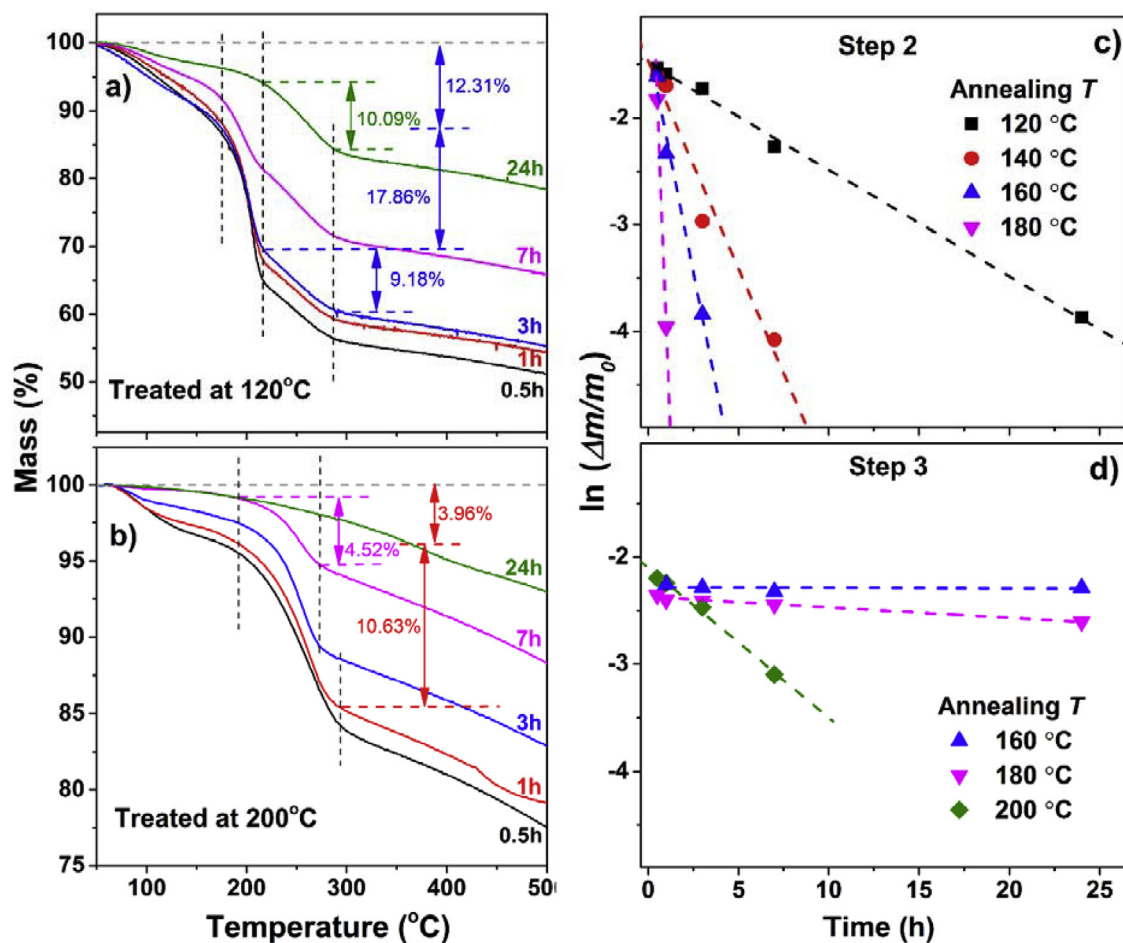 a)
100
90
80
70
60
50
Mass (%)
12.31%
10.09%
17.86%
9.18%
24h
7h
3h
1h
0.5h
Treated at 120°C
b)
100
95
90
85
80
75
3.96%
4.52%
10.63%
24h
7h
3h
1h
0.5h
Treated at 200°C
100 200 300 400 500
Temperature (°C)
Step 2
c)
Annealing T
120 °C
140 °C
160 °C
180 °C
-2
-3
-4
ln (Δm/m0)
Step 3
d)
-2
-3
-4
Annealing T
160 °C
180 °C
200 °C
0 5 10 15 20 25
Time (h)